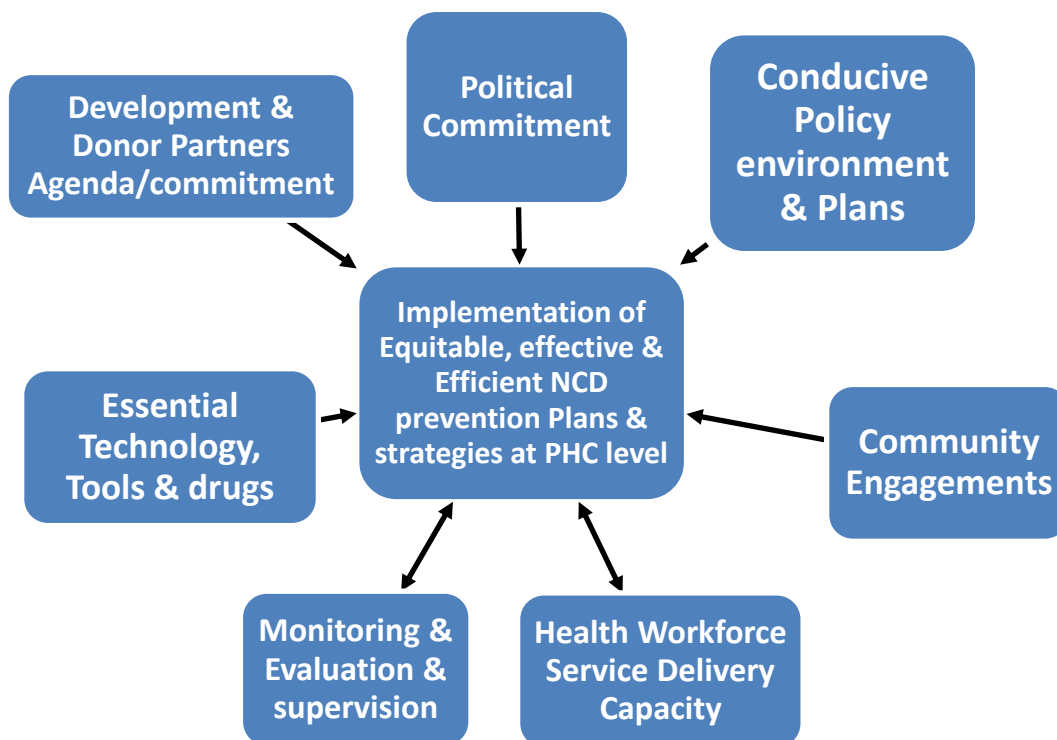 Development &
Donor Partners
Agenda/commitment
Political
Commitment
Conducive
Policy
environment
& Plans
Implementation of
Equitable, effective &
Efficient NCD
prevention Plans &
strategies at PHC level
Essential
Technology,
Tools & drugs
Community
Engagements
Monitoring &
Evaluation &
supervision
Health Workforce
Service Delivery
Capacity